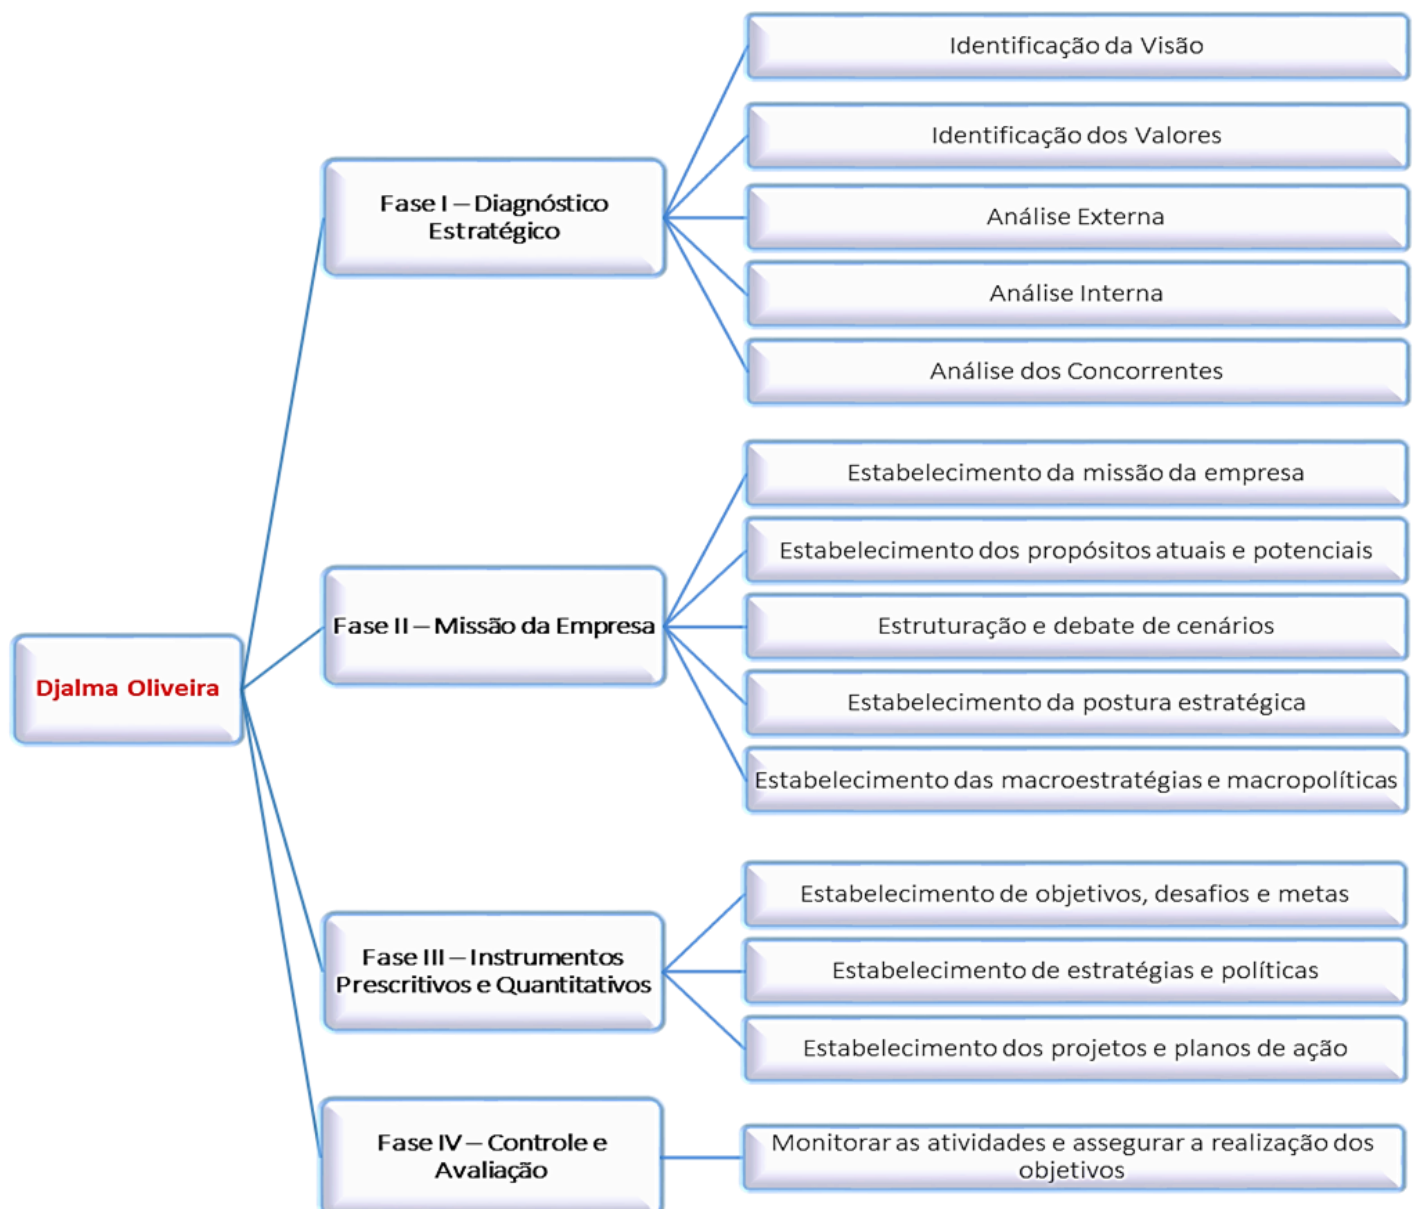 Djalma Oliveira
Fase I – Diagnóstico
Estratégico
Identificação da Visão
Identificação dos Valores
Análise Externa
Análise Interna
Análise dos Concorrentes
Fase II – Missão da Empresa
Estabelecimento da missão da empresa
Estabelecimento dos propósitos atuais e potenciais
Estruturação e debate de cenários
Estabelecimento da postura estratégica
Estabelecimento das macroestratégias e macropolíticas
Fase III – Instrumentos
Prescritivos e Quantitativos
Estabelecimento de objetivos, desafios e metas
Estabelecimento de estratégias e políticas
Estabelecimento dos projetos e planos de ação
Fase IV – Controle e
Avaliação
Monitorar as atividades e assegurar a realização dos
objetivos